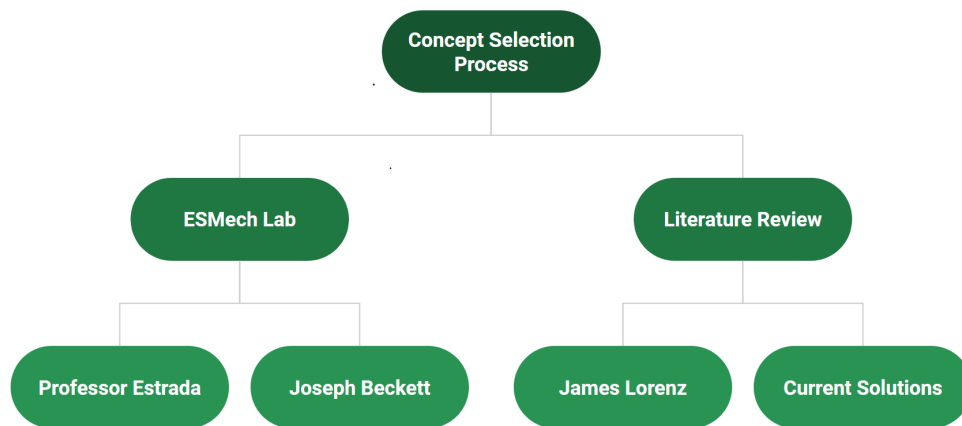 Concept Selection
Process
ESMech Lab
Literature Review
Professor Estrada
Joseph Beckett
James Lorenz
Current Solutions